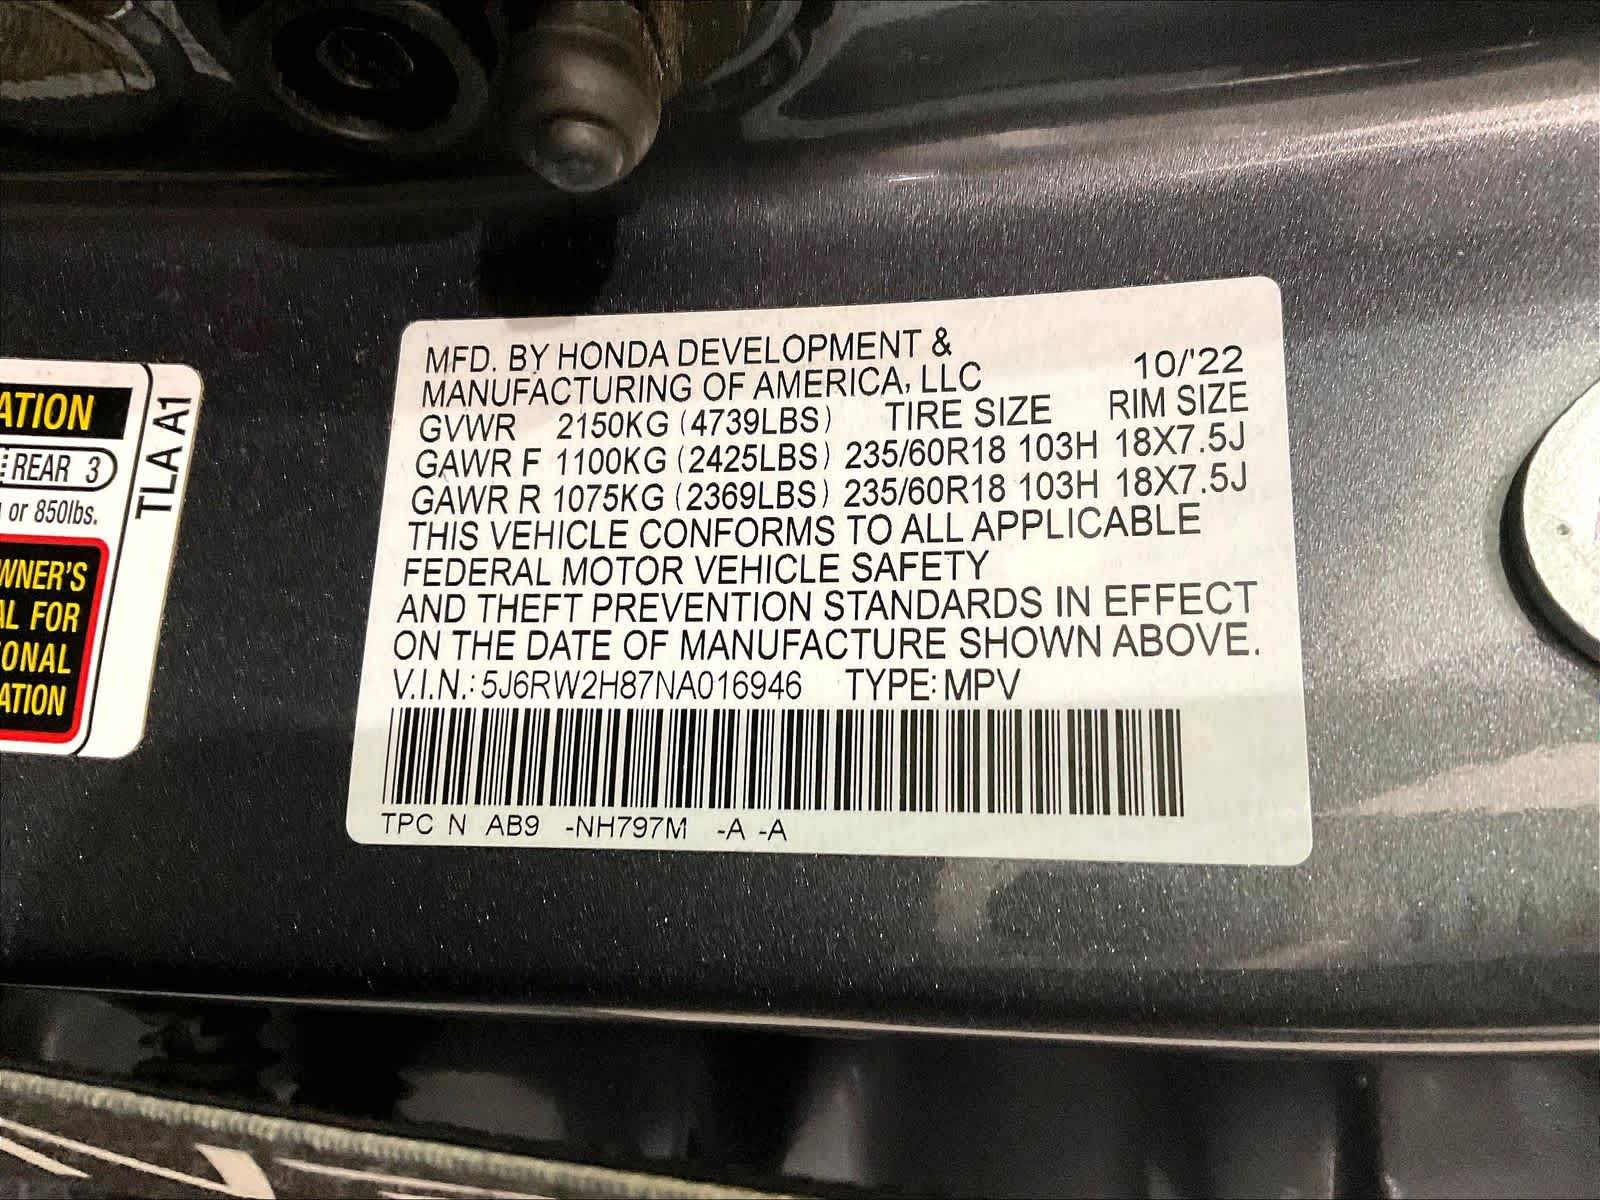 MFD. BY HONDA DEVELOPMENT &
MANUFACTURING OF AMERICA, LLC 10/'22
GVWR 2150KG (4739LBS) TIRE SIZE RIM SIZE
GAWR F 1100KG (2425LBS) 235/60R18 103H 18X7.5J
GAWR R 1075KG (2369LBS) 235/60R18 103H 18X7.5J
THIS VEHICLE CONFORMS TO ALL APPLICABLE
FEDERAL MOTOR VEHICLE SAFETY
AND THEFT PREVENTION STANDARDS IN EFFECT
ON THE DATE OF MANUFACTURE SHOWN ABOVE.
V.I.N.: 5J6RW2H87NA016946 TYPE: MPV
TPC N AB9 -NH797M -A -A
ATION
REAR 3
or 850lbs.
WNER'S
AL FOR
ONAL
ATION
TLA A1